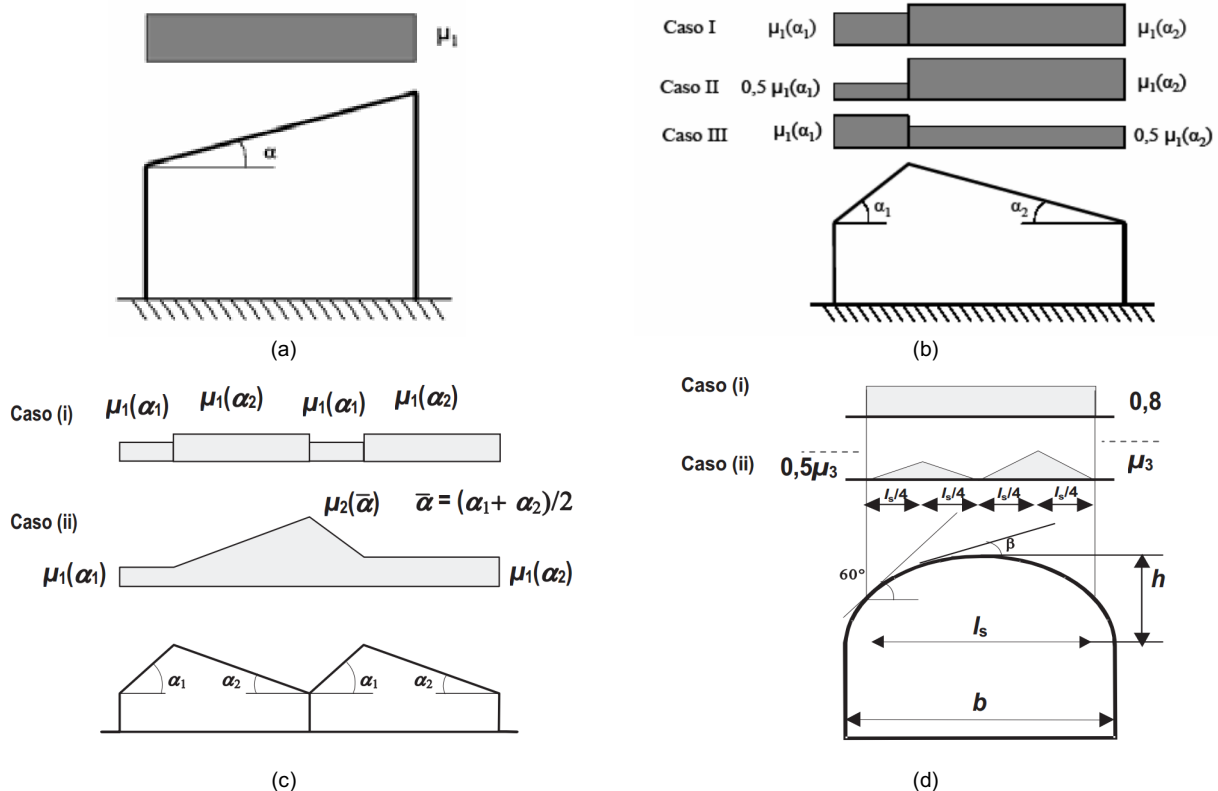 μ₁
α
(a)
Caso I μ₁(α₁) μ₁(α₂)
Caso II 0,5 μ₁(α₁) μ₁(α₂)
Caso III μ₁(α₁) 0,5 μ₁(α₂)
α₁ α₂
(b)
Caso (i) μ₁(α₁) μ₁(α₂) μ₁(α₁) μ₁(α₂)
μ₂(ᾱ) ᾱ = (α₁+ α₂)/2
Caso (ii)
μ₁(α₁) μ₁(α₂)
α₁ α₂ α₁ α₂
(c)
Caso (i) 0,8
Caso (ii) 0,5μ₃ μ₃
lₛ/4 lₛ/4 lₛ/4 lₛ/4
β
60°
h
lₛ
b
(d)